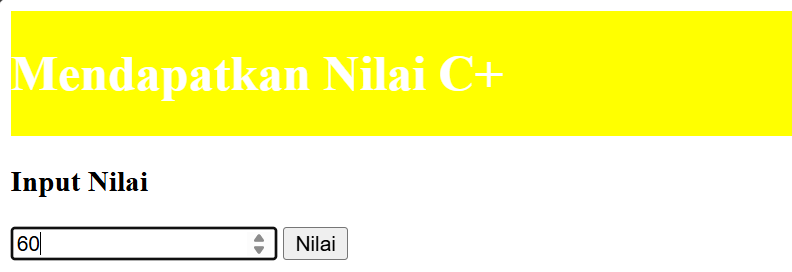 Mendapatkan Nilai C+
Input Nilai
60 Nilai